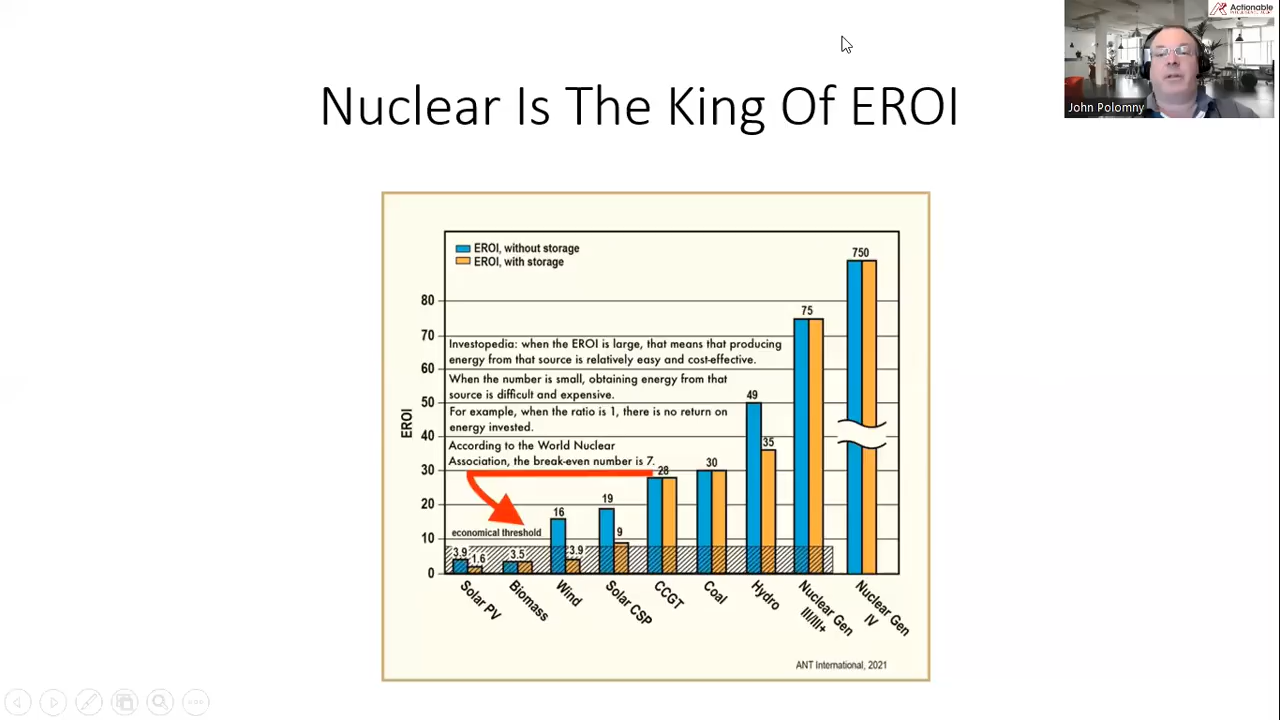 Actionable
John Polomny
Nuclear Is The King Of EROI
EROI, without storage
EROI, with storage
750
75
80
70
Investopedia: when the EROI is large, that means that producing
energy from that source is relatively easy and cost-effective.
60
When the number is small, obtaining energy from that
source is difficult and expensive.
50
49
For example, when the ratio is 1, there is no return on
energy invested.
EROI
40
35
According to the World Nuclear
Association, the break-even number is 7.
30
28
30
20
19
16
economical threshold
10
9
3.9
1.6
3.5
3.9
0
Solar PV
Biomass
Wind
Solar CSP
CCGT
Coal
Hydro
Nuclear Gen
III/III+
Nuclear Gen
IV
ANT International, 2021